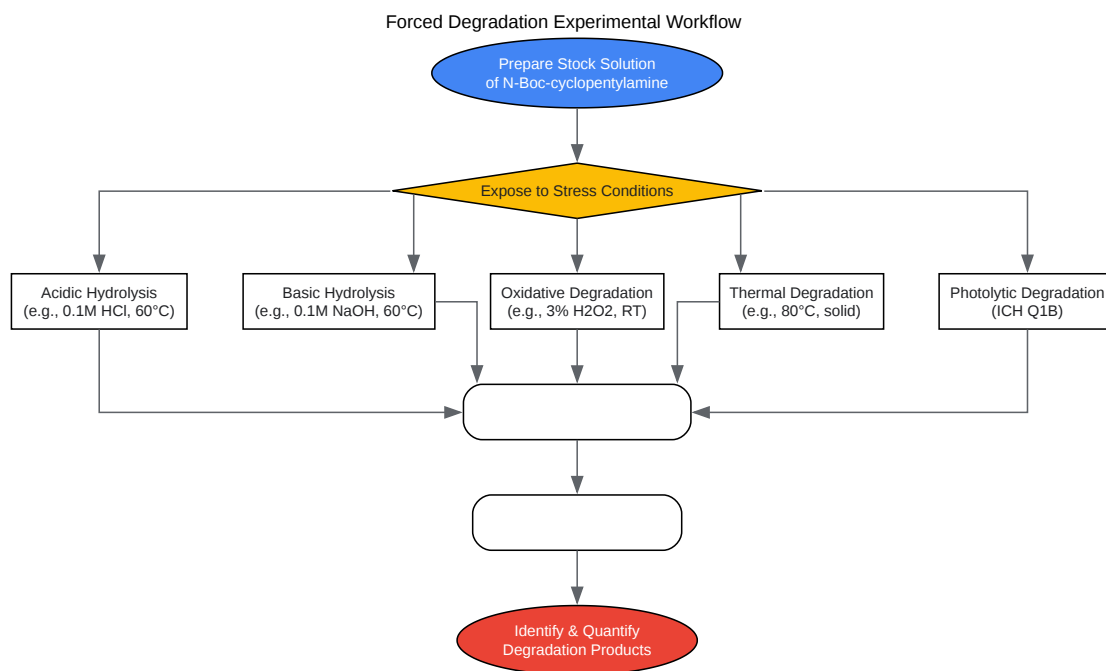 Forced Degradation Experimental Workflow
Prepare Stock Solution
of N-Boc-cyclopentylamine
Expose to Stress Conditions
Acidic Hydrolysis
(e.g., 0.1M HCl, 60°C)
Basic Hydrolysis
(e.g., 0.1M NaOH, 60°C)
Oxidative Degradation
(e.g., 3% H2O2, RT)
Thermal Degradation
(e.g., 80°C, solid)
Photolytic Degradation
(ICH Q1B)
Identify & Quantify
Degradation Products